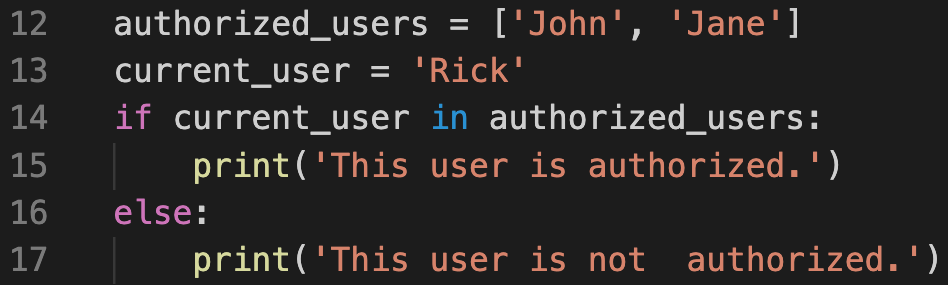 12 authorized_users = ['John', 'Jane']
13 current_user = 'Rick'
14 if current_user in authorized_users:
15     print('This user is authorized.')
16 else:
17     print('This user is not  authorized.')